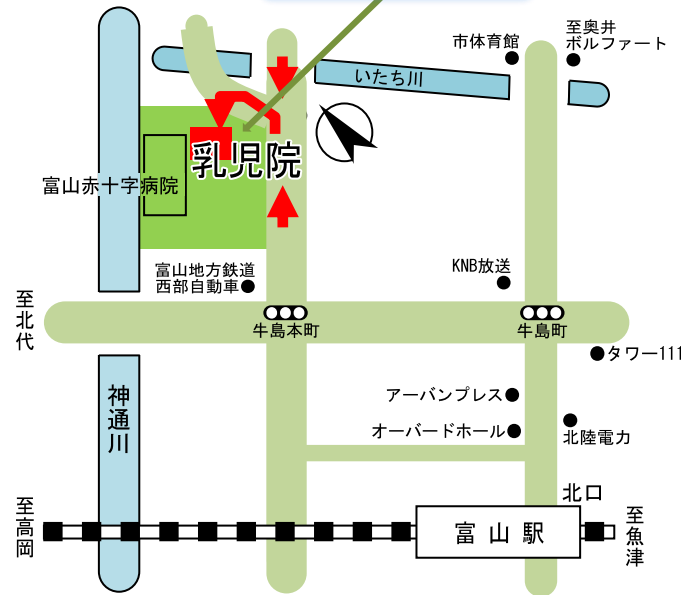 至奥井
ボルファート
市体育館
いたち川
乳児院
富山赤十字病院
KNB放送
富山地方鉄道
西部自動車
至北代
牛島本町
牛島町
タワー111
神通川
アーバンプレス
オーバードホール
北陸電力
北口
至高岡
富山駅
至魚津